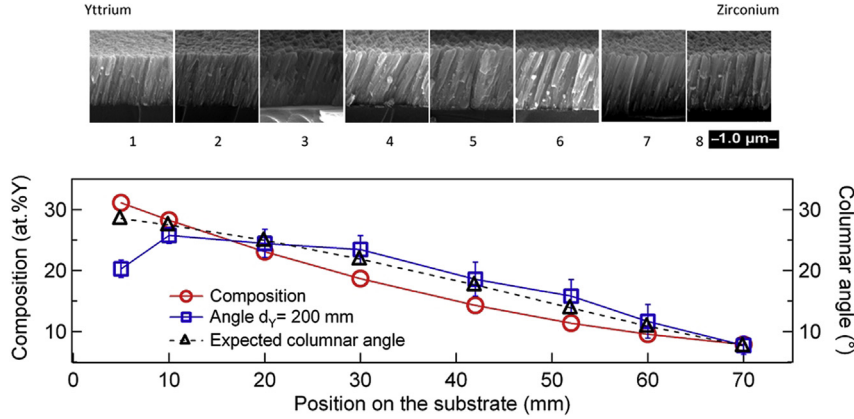 Yttrium Zirconium
1 2 3 4 5 6 7 8 –1.0 μm–
Composition (at.%Y)
30
20
10
Composition
Angle dY= 200 mm
Expected columnar angle
30
20
10
Columnar angle (°)
0 10 20 30 40 50 60 70
Position on the substrate (mm)